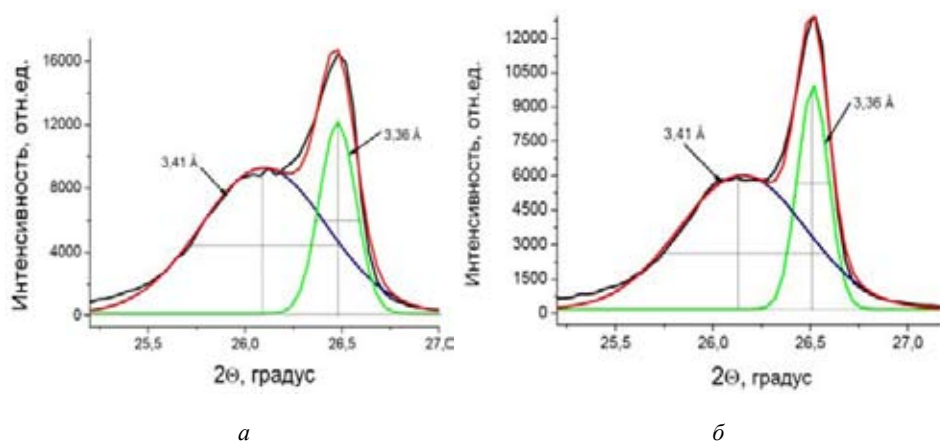 Интенсивность, отн.ед.
16000
12000
8000
4000
0
3,41 Å
3,36 Å
25,5
26,0
26,5
27,0
2Θ, градус
а
Интенсивность, отн.ед.
12000
10500
9000
7500
6000
4500
3000
1500
0
3,41 Å
3,36 Å
25,5
26,0
26,5
27,0
2Θ, градус
б